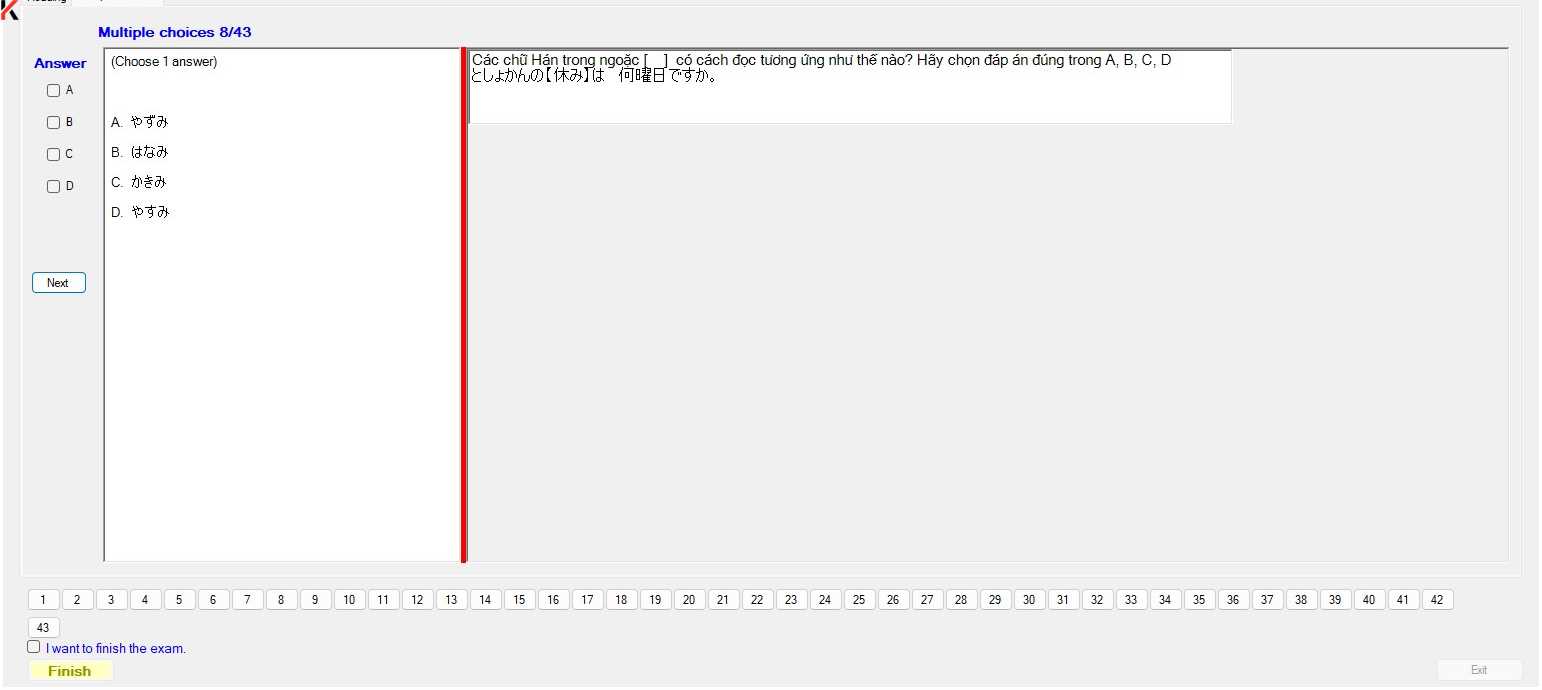 Multiple choices 8/43
Answer
A
B
C
D
Next
(Choose 1 answer)
A. やずみ
B. はなみ
C. かきみ
D. やすみ
Các chữ Hán trong ngoặc [ ] có cách đọc tương ứng như thế nào? Hãy chọn đáp án đúng trong A, B, C, D
としょかんの【休み】は 何曜日ですか。
1 2 3 4 5 6 7 8 9 10 11 12 13 14 15 16 17 18 19 20 21 22 23 24 25 26 27 28 29 30 31 32 33 34 35 36 37 38 39 40 41 42
43
I want to finish the exam.
Finish
Exit